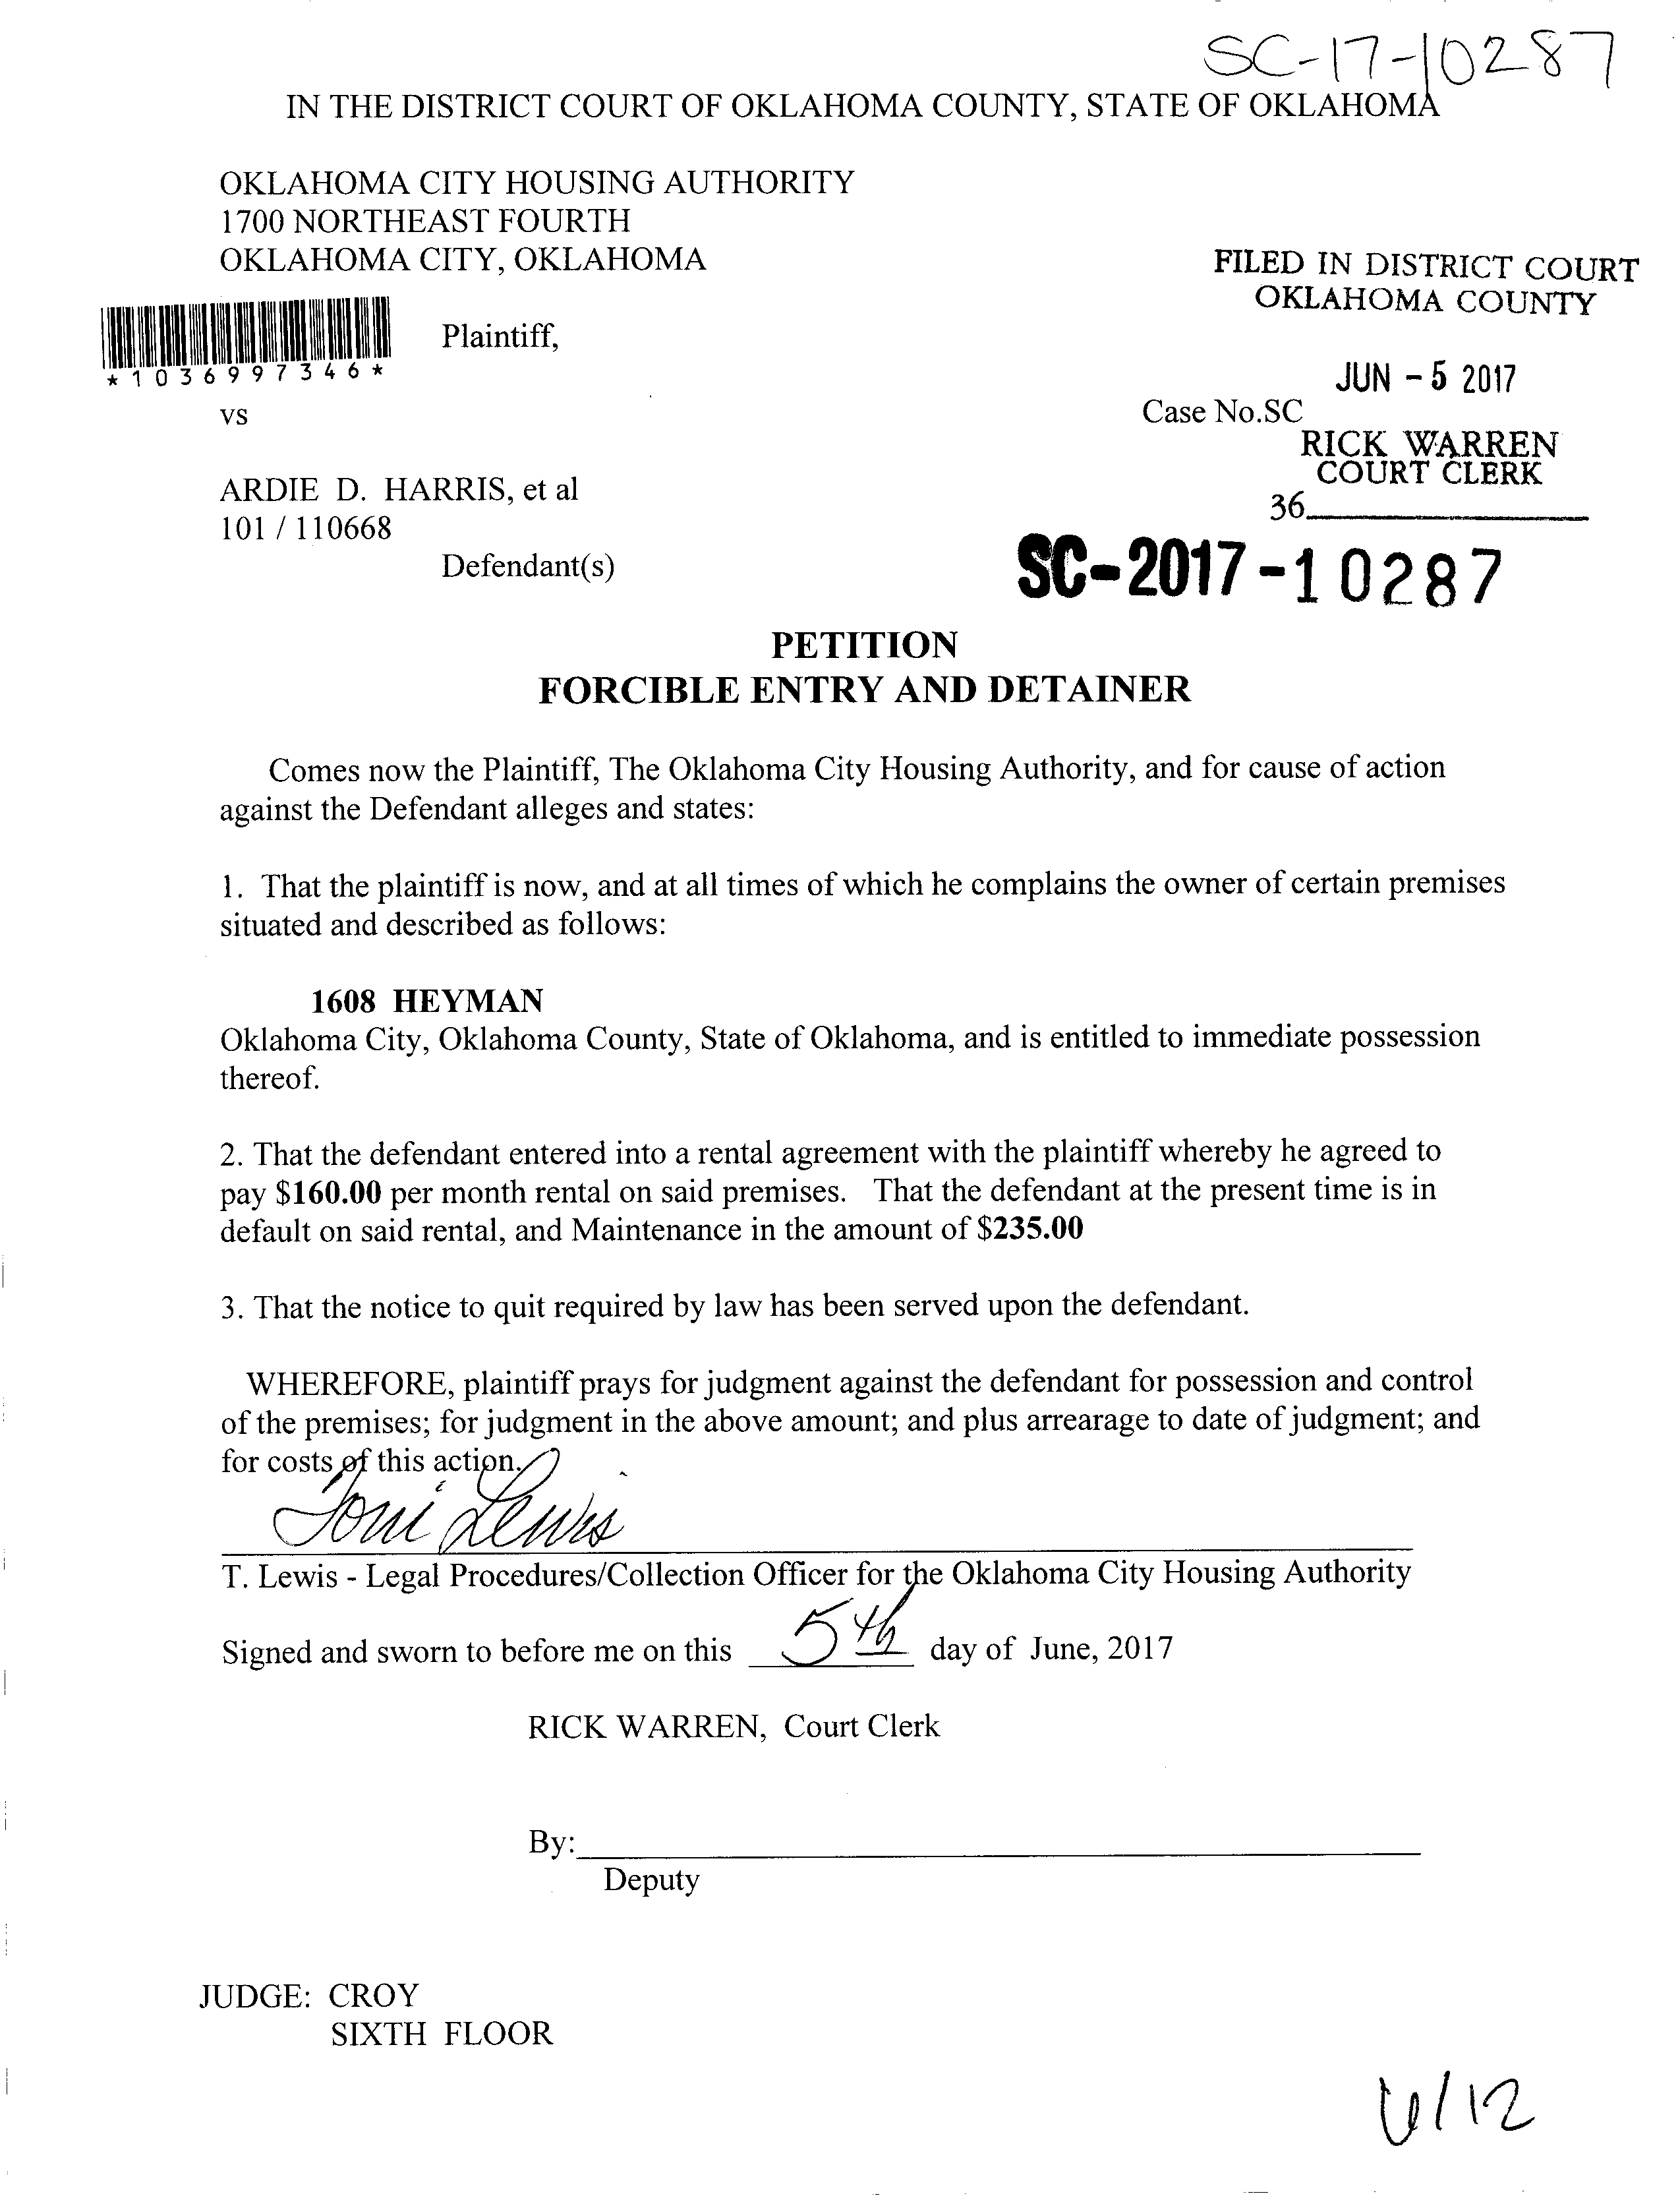 SC-17-10287
IN THE DISTRICT COURT OF OKLAHOMA COUNTY, STATE OF OKLAHOMA
OKLAHOMA CITY HOUSING AUTHORITY
1700 NORTHEAST FOURTH
OKLAHOMA CITY, OKLAHOMA
FILED IN DISTRICT COURT
OKLAHOMA COUNTY
Plaintiff,
*1036997346*
JUN - 5 2017
vs
Case No.SC
RICK WARREN
COURT CLERK
ARDIE D. HARRIS, et al
36
101 / 110668
Defendant(s)
SC-2017-10287
PETITION
FORCIBLE ENTRY AND DETAINER
Comes now the Plaintiff, The Oklahoma City Housing Authority, and for cause of action
against the Defendant alleges and states:
1. That the plaintiff is now, and at all times of which he complains the owner of certain premises
situated and described as follows:
1608 HEYMAN
Oklahoma City, Oklahoma County, State of Oklahoma, and is entitled to immediate possession
thereof.
2. That the defendant entered into a rental agreement with the plaintiff whereby he agreed to
pay $160.00 per month rental on said premises. That the defendant at the present time is in
default on said rental, and Maintenance in the amount of $235.00
3. That the notice to quit required by law has been served upon the defendant.
WHEREFORE, plaintiff prays for judgment against the defendant for possession and control
of the premises; for judgment in the above amount; and plus arrearage to date of judgment; and
for costs of this action.
Toni Lewis
T. Lewis - Legal Procedures/Collection Officer for the Oklahoma City Housing Authority
Signed and sworn to before me on this 5th day of June, 2017
RICK WARREN, Court Clerk
By:
Deputy
JUDGE: CROY
SIXTH FLOOR
6/12